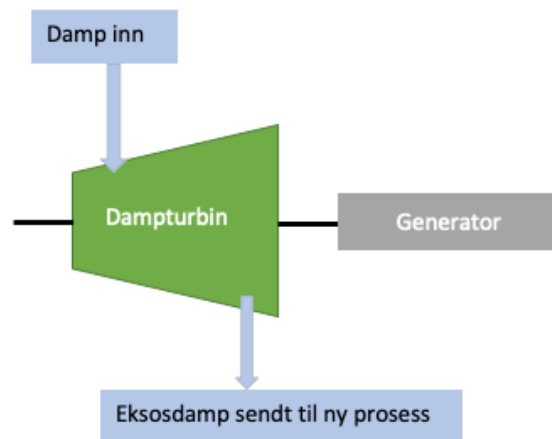 Damp inn
Dampturbin
Generator
Eksosdamp sendt til ny prosess